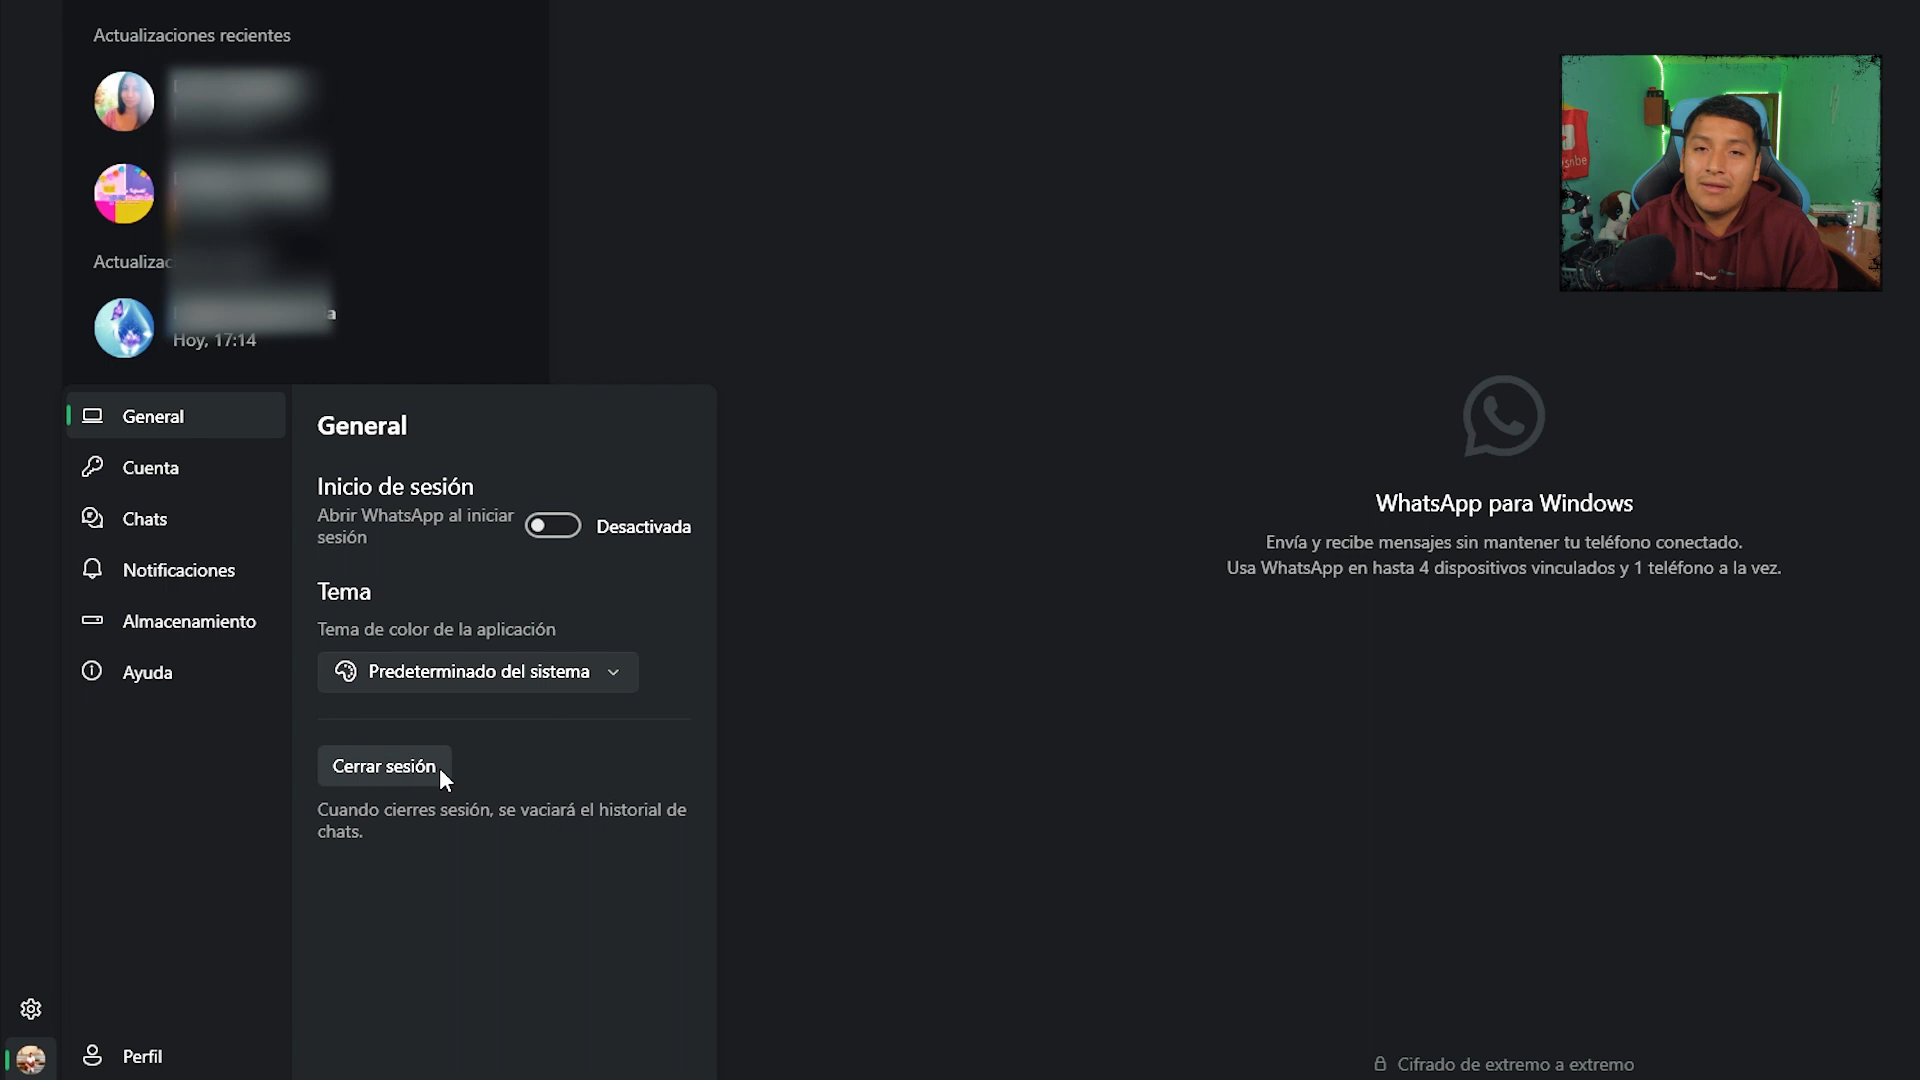 Actualizaciones recientes
Actualizac
a
Hoy, 17:14
General
Cuenta
Chats
Notificaciones
Almacenamiento
Ayuda
Perfil
General
Inicio de sesión
Abrir WhatsApp al iniciar
sesión
Desactivada
Tema
Tema de color de la aplicación
Predeterminado del sistema
Cerrar sesión
Cuando cierres sesión, se vaciará el historial de
chats.
WhatsApp para Windows
Envía y recibe mensajes sin mantener tu teléfono conectado.
Usa WhatsApp en hasta 4 dispositivos vinculados y 1 teléfono a la vez.
Cifrado de extremo a extremo